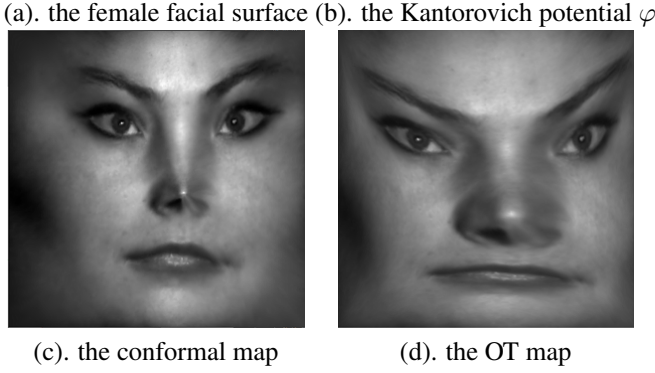 (a). the female facial surface (b). the Kantorovich potential φ
(c). the conformal map (d). the OT map